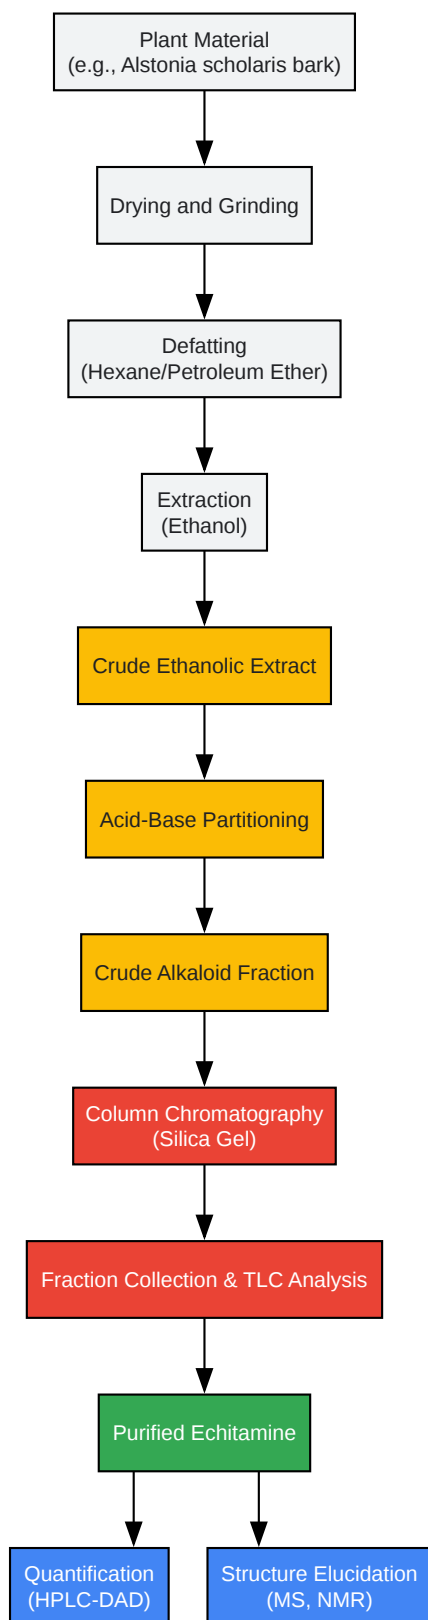 Plant Material
(e.g., Alstonia scholaris bark)
Drying and Grinding
Defatting
(Hexane/Petroleum Ether)
Extraction
(Ethanol)
Crude Ethanolic Extract
Acid-Base Partitioning
Crude Alkaloid Fraction
Column Chromatography
(Silica Gel)
Fraction Collection & TLC Analysis
Purified Echitamine
Quantification
(HPLC-DAD)
Structure Elucidation
(MS, NMR)